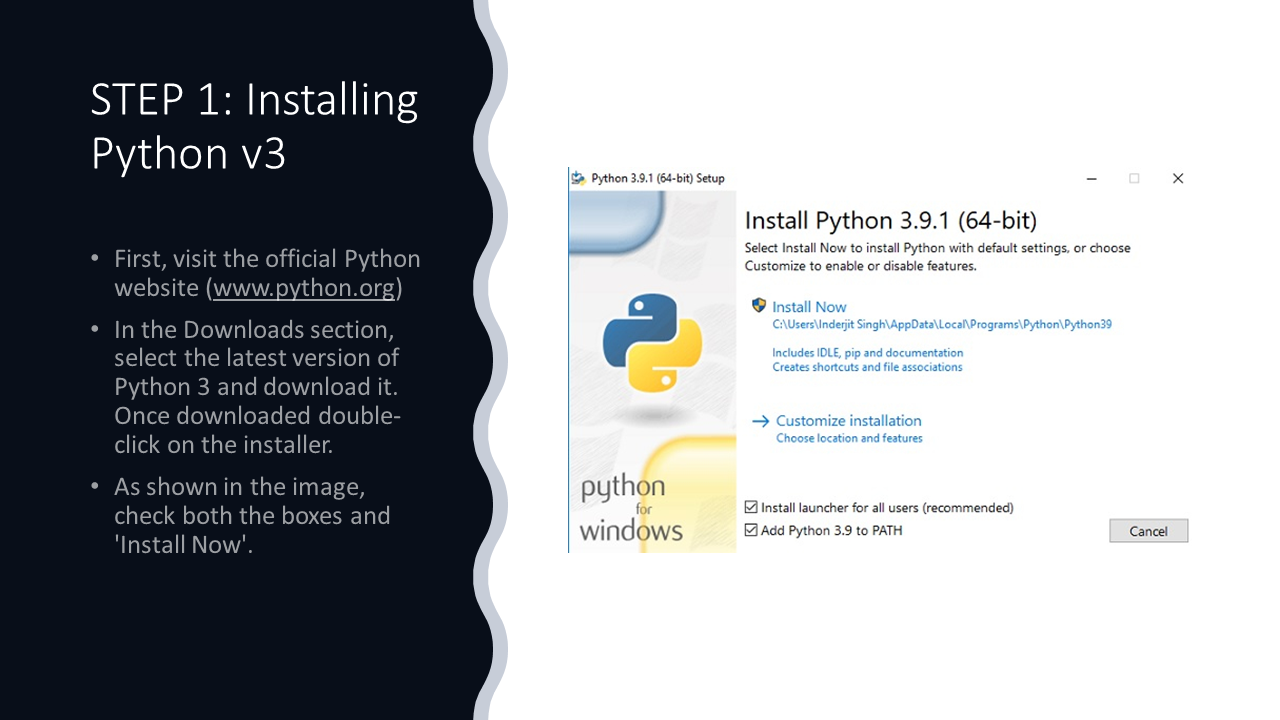 STEP 1: Installing
Python v3
• First, visit the official Python
website (www.python.org)
• In the Downloads section,
select the latest version of
Python 3 and download it.
Once downloaded double-
click on the installer.
• As shown in the image,
check both the boxes and
'Install Now'.
Python 3.9.1 (64-bit) Setup
Install Python 3.9.1 (64-bit)
Select Install Now to install Python with default settings, or choose
Customize to enable or disable features.
Install Now
C:\Users\Inderjit Singh\AppData\Local\Programs\Python\Python39
Includes IDLE, pip and documentation
Creates shortcuts and file associations
Customize installation
Choose location and features
python
for
windows
Install launcher for all users (recommended)
Add Python 3.9 to PATH
Cancel